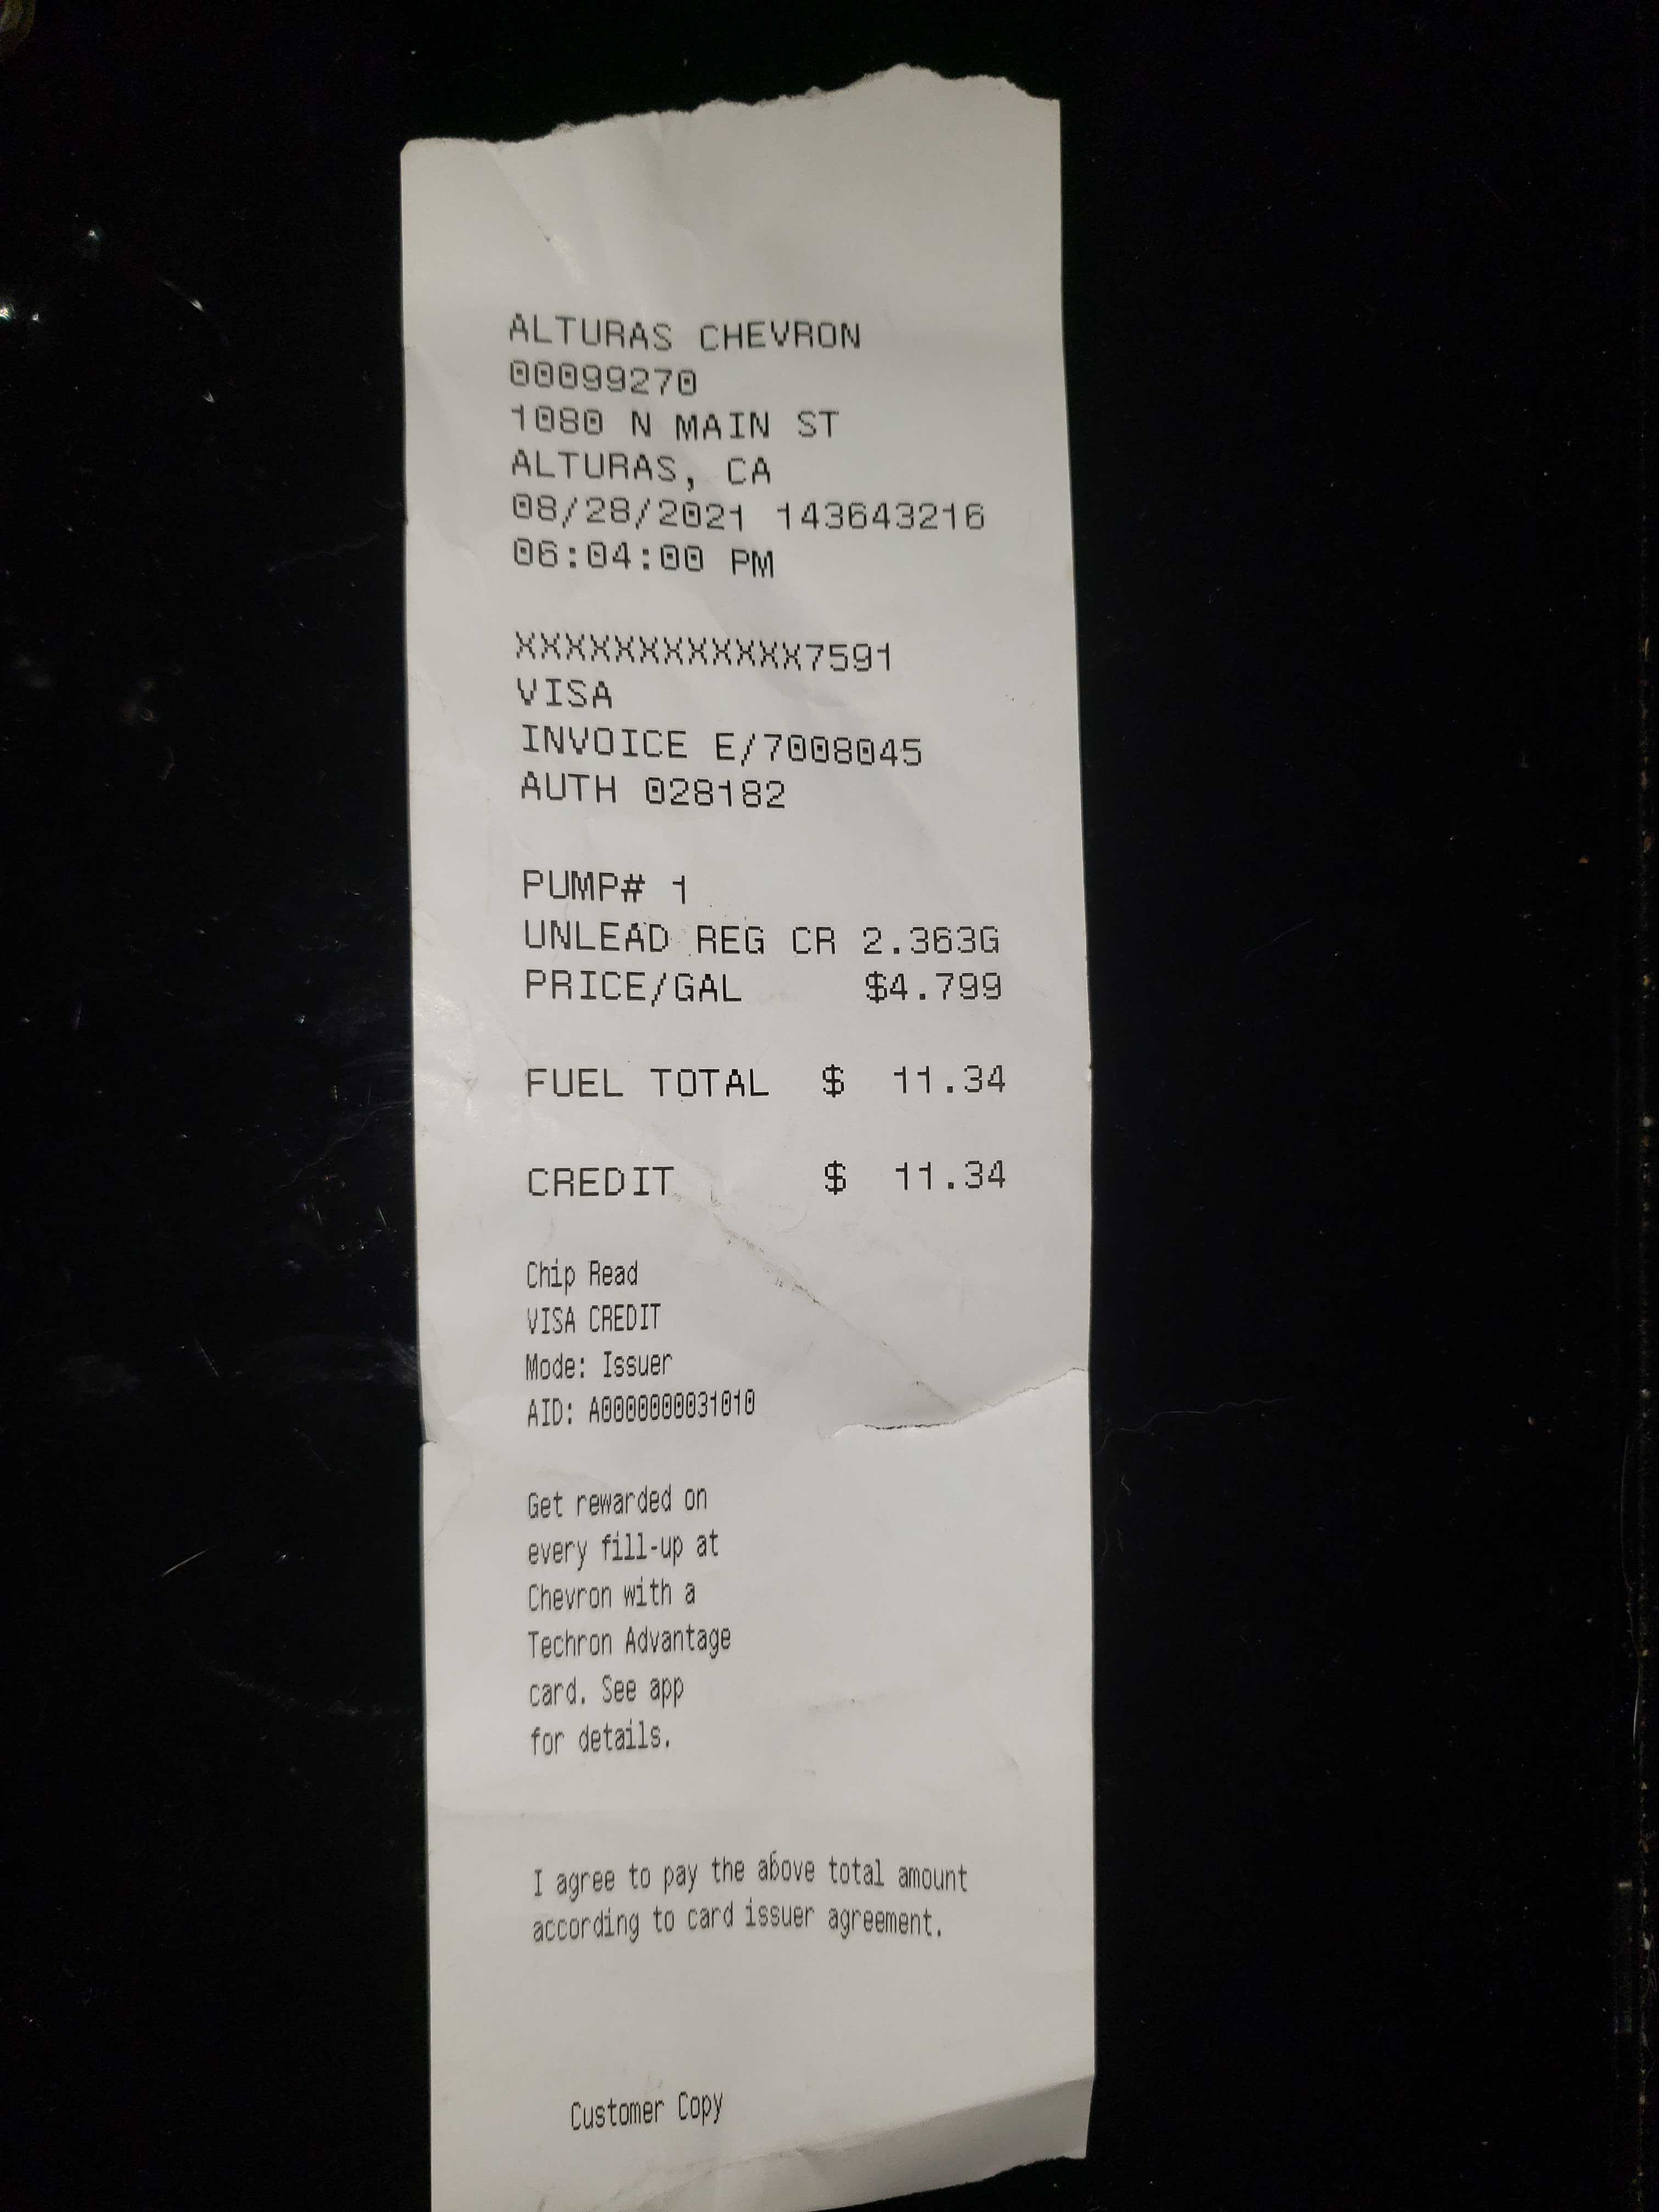 ALTURAS CHEVRON
00099270
1080 N MAIN ST
ALTURAS, CA
08/28/2021 143643216
06:04:00 PM
XXXXXXXXXXXX7591
VISA
INVOICE E/7008045
AUTH 028182
PUMP# 1
UNLEAD REG CR 2.363G
PRICE/GAL $4.799
FUEL TOTAL $ 11.34
CREDIT $ 11.34
Chip Read
VISA CREDIT
Mode: Issuer
AID: A0000000031010
Get rewarded on
every fill-up at
Chevron with a
Techron Advantage
card. See app
for details.
I agree to pay the above total amount
according to card issuer agreement.
Customer Copy